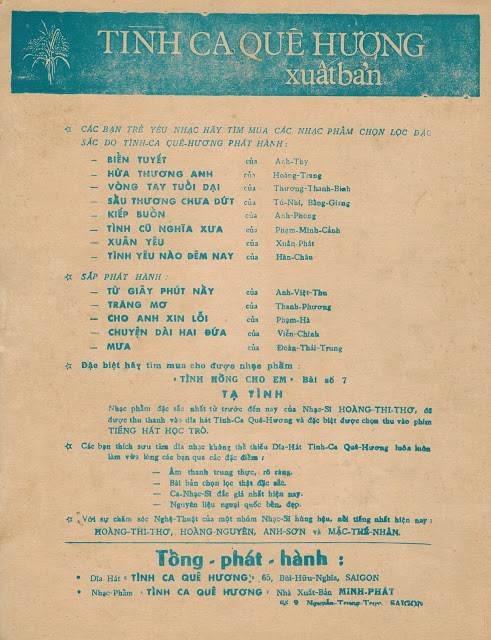 TÌNH CA QUÊ HƯƠNG
xuất bản
☆ CÁC BẠN TRẺ YÊU NHẠC HÃY TÌM MUA CÁC NHẠC PHẨM CHỌN LỌC ĐẶC
SẮC DO TÌNH-CA QUÊ-HƯƠNG PHÁT HÀNH :
— BIỂN TUYẾT của Anh-Thy
— HỨA THƯƠNG ANH của Hoàng-Trang
— VÒNG TAY TUỔI DẠI của Thương-Thanh-Bình
— SẦU THƯƠNG CHƯA DỨT của Tú-Nhi, Bằng-Giang
— KIẾP BUỒN của Anh-Phong
— TÌNH CŨ NGHĨA XƯA của Phạm-Minh-Cảnh
— XUÂN YÊU của Xuân-Phát
— TÌNH YÊU NÀO ĐÊM NAY của Hàn-Châu
☆ SẮP PHÁT HÀNH :
— TỪ GIÂY PHÚT NÀY của Anh-Việt-Thu
— TRĂNG MƠ của Thanh-Phương
— CHO ANH XIN LỖI của Phạm-Hà
— CHUYỆN DÀI HAI ĐỨA của Viễn-Chinh
— MƯA của Đoàn-Thái-Trung
☆ Đặc biệt hãy tìm mua cho được nhạc phẩm :
« TÌNH HỒNG CHO EM » Bài số 7
TẠ TÌNH
Nhạc phẩm đặc sắc nhất từ trước đến nay của Nhạc-Sĩ HOÀNG-THI-THƠ, đã
được thu thanh vào dĩa hát Tình-Ca Quê-Hương và đặc biệt được chọn thu vào phim
TIẾNG HÁT HỌC TRÒ.
☆ Các bạn thích sưu tầm dĩa nhạc không thể thiếu Dĩa-Hát Tình-Ca Quê-Hương luôn luôn
làm vừa lòng các bạn qua các đặc điểm :
— Âm thanh trung thực, rõ ràng.
— Bài bản chọn lọc thật đặc sắc.
— Ca-Nhạc-Sĩ đắc giá nhất hiện nay.
— Nguyên liệu ngoại quốc bền, đẹp.
☆ Với sự chăm sóc Nghệ-Thuật của một nhóm Nhạc-Sĩ hùng hậu, nổi tiếng nhất hiện nay :
HOÀNG-THI-THƠ, HOÀNG-NGUYÊN, ANH-SƠN và MẶC-THẾ-NHÂN.
Tổng - phát - hành :
• Dĩa Hát « TÌNH CA QUÊ HƯƠNG », 65, Bùi-Hữu-Nghĩa, SAIGON
• Nhạc-Phẩm « TÌNH CA QUÊ HƯƠNG » Nhà Xuất-Bản MINH-PHÁT
Nguyễn-Trung-Trực, SAIGON